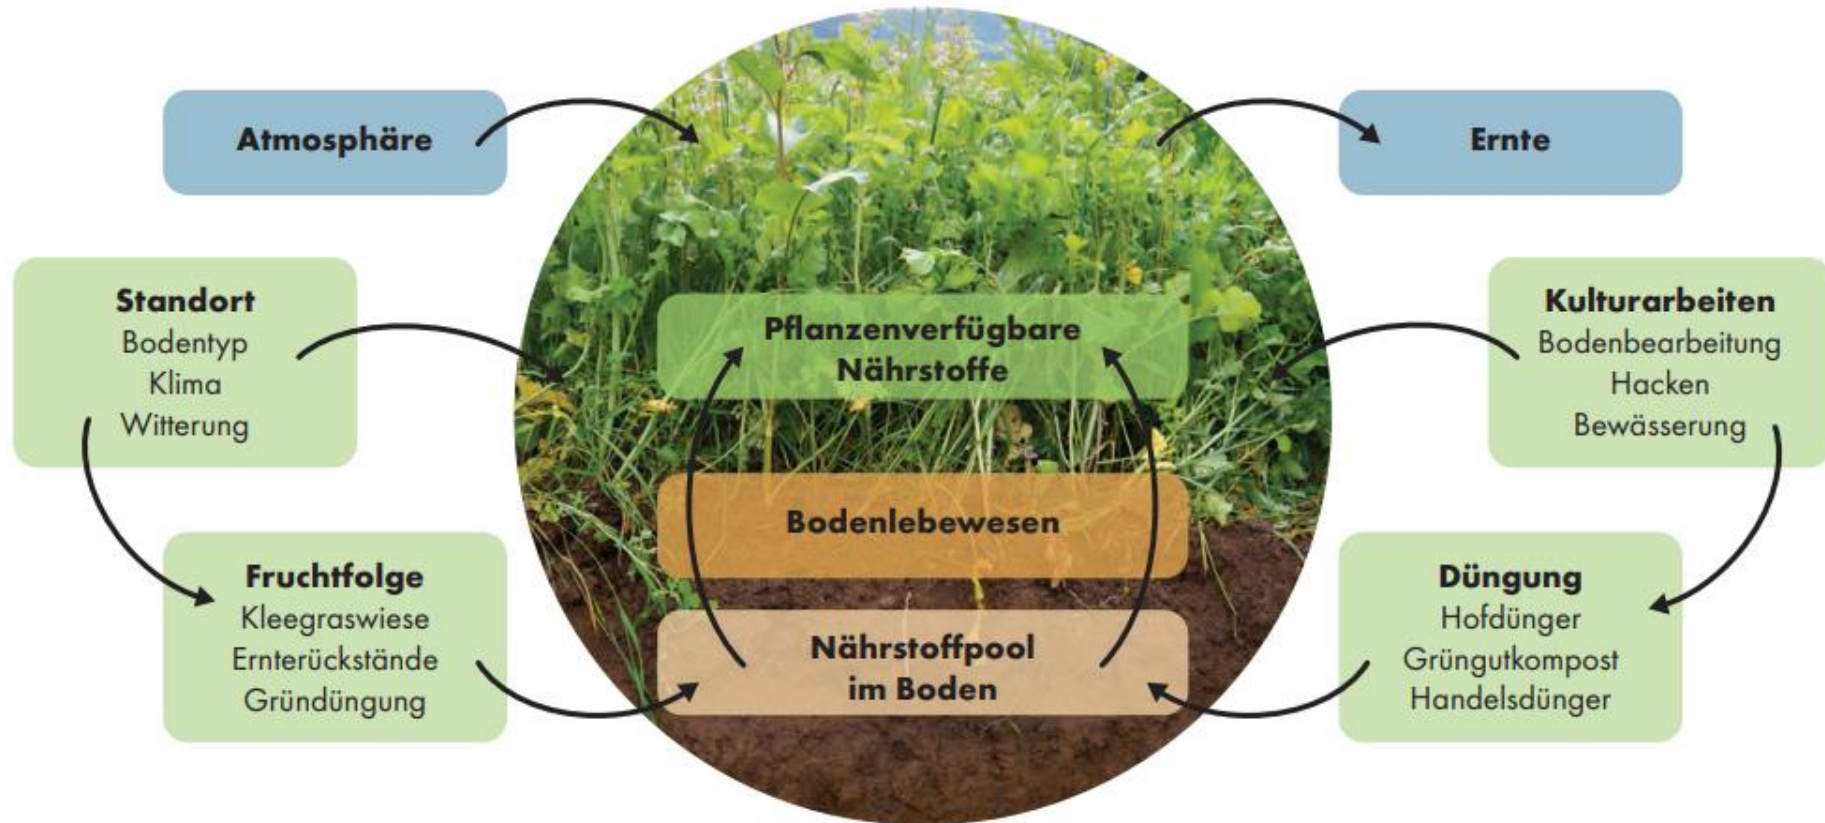 Atmosphäre
Ernte
Standort
Bodentyp
Klima
Witterung
Pflanzenverfügbare
Nährstoffe
Kulturarbeiten
Bodenbearbeitung
Hacken
Bewässerung
Bodenlebewesen
Fruchtfolge
Kleegraswiese
Ernterückstände
Gründüngung
Nährstoffpool
im Boden
Düngung
Hofdünger
Grüngutkompost
Handelsdünger